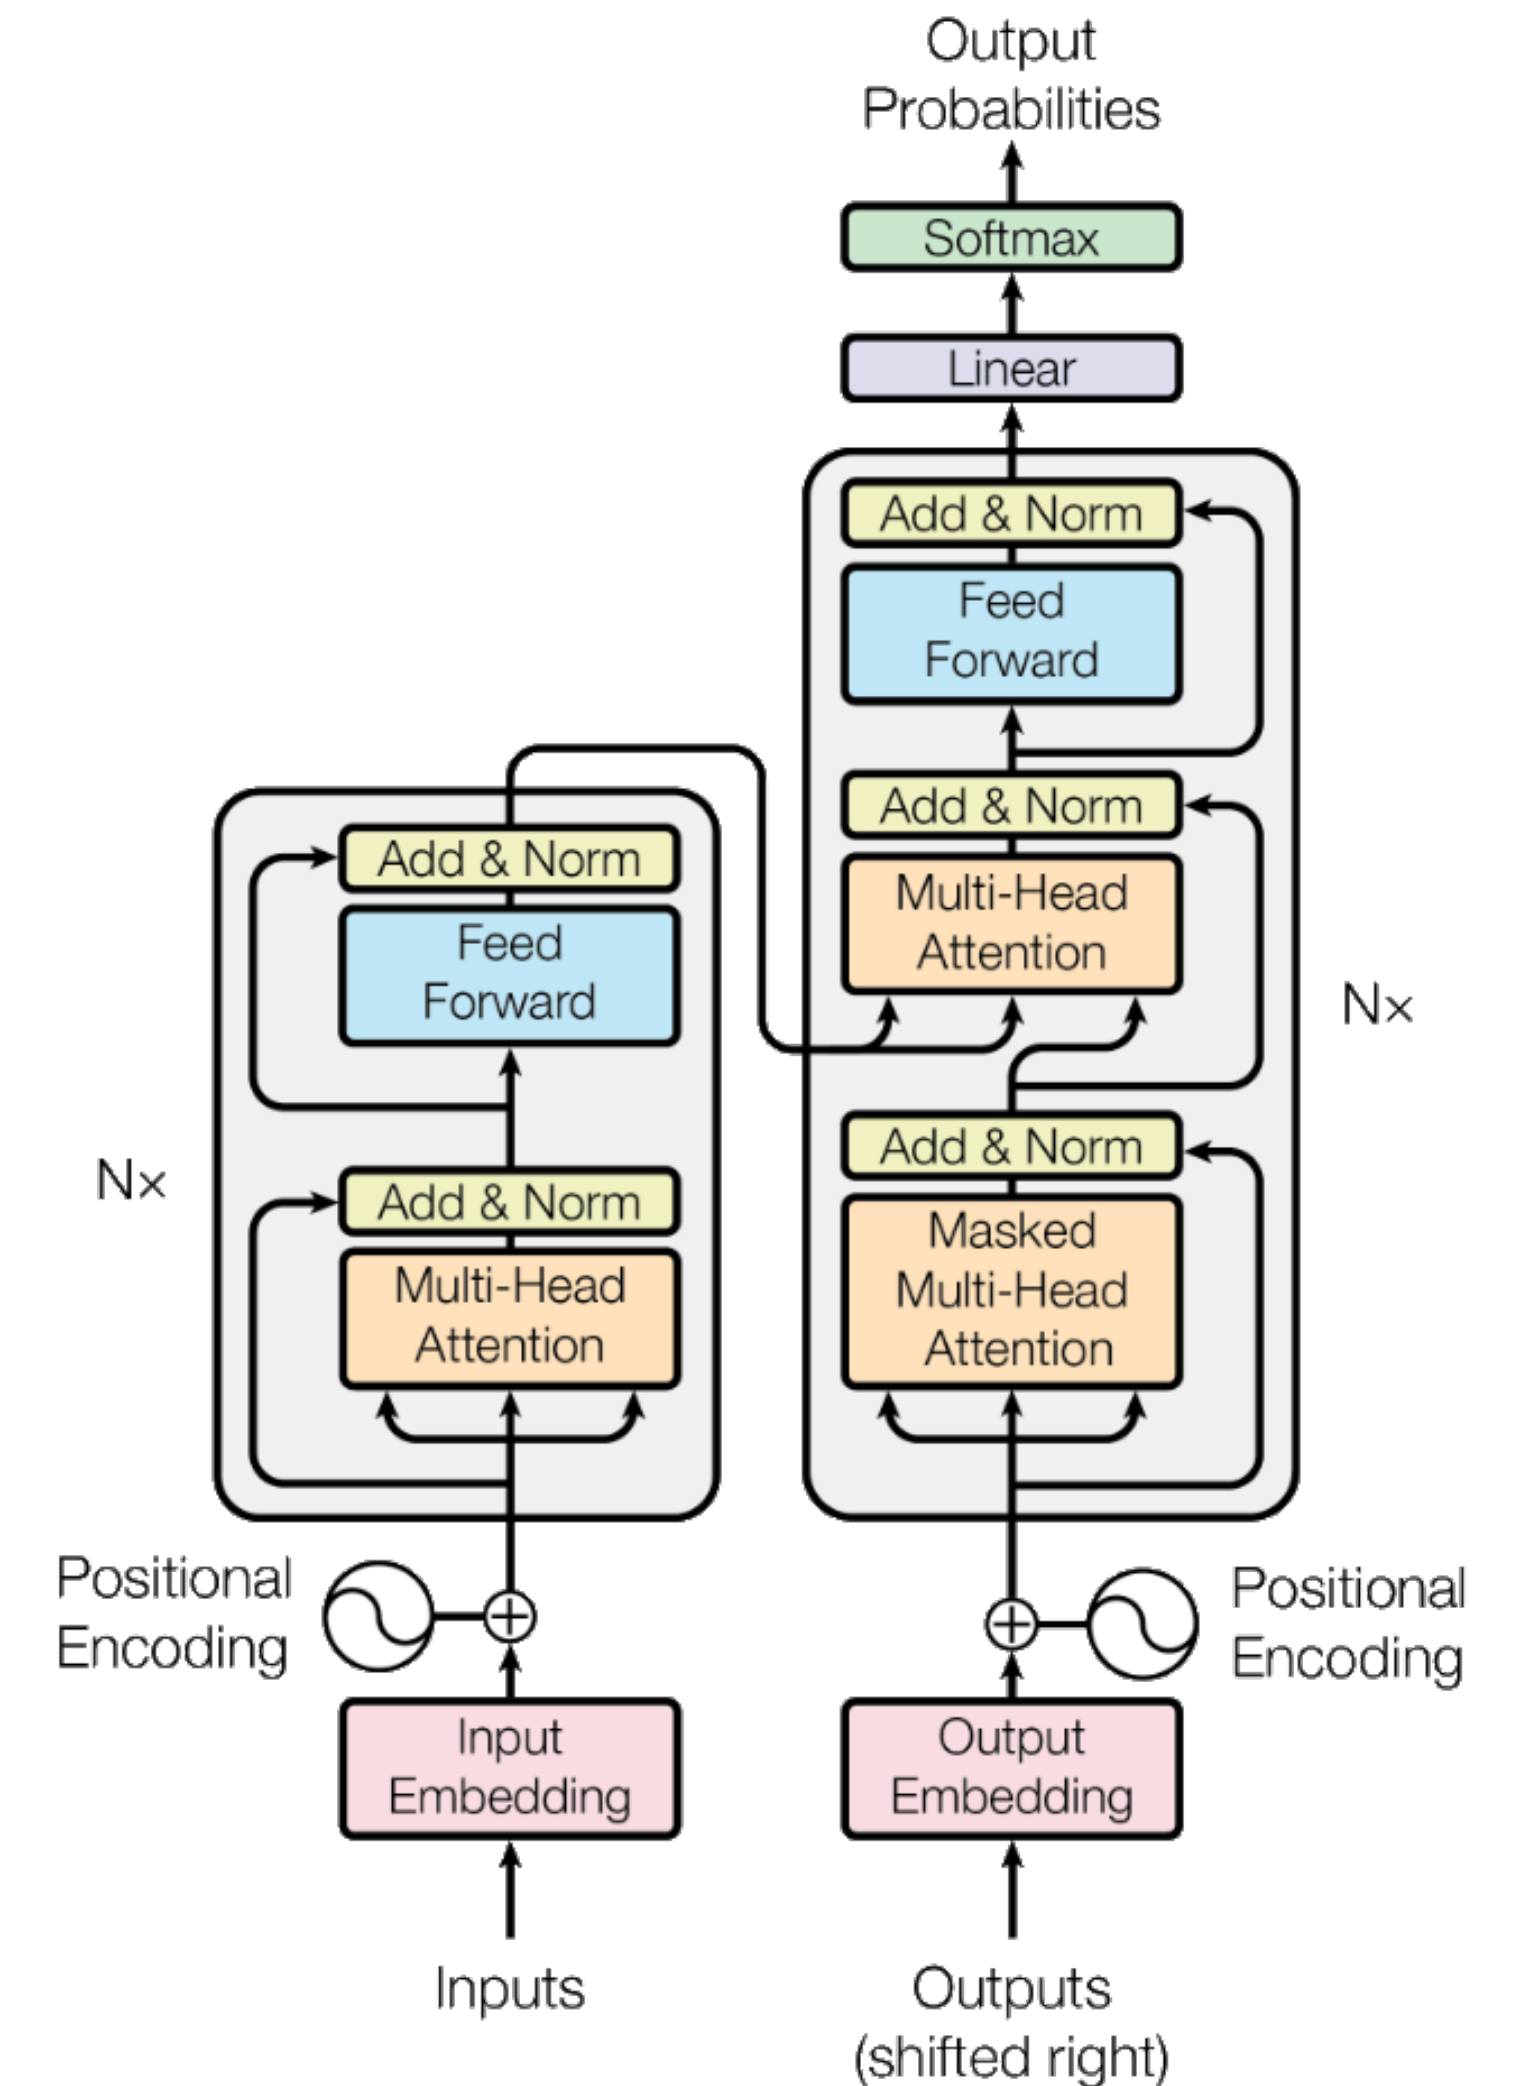 Output
Probabilities
Softmax
Linear
Add & Norm
Feed
Forward
Add & Norm
Multi-Head
Attention
Nx
Add & Norm
Masked
Multi-Head
Attention
Positional
Encoding
Output
Embedding
Outputs
(shifted right)
Add & Norm
Feed
Forward
Nx
Add & Norm
Multi-Head
Attention
Positional
Encoding
Input
Embedding
Inputs